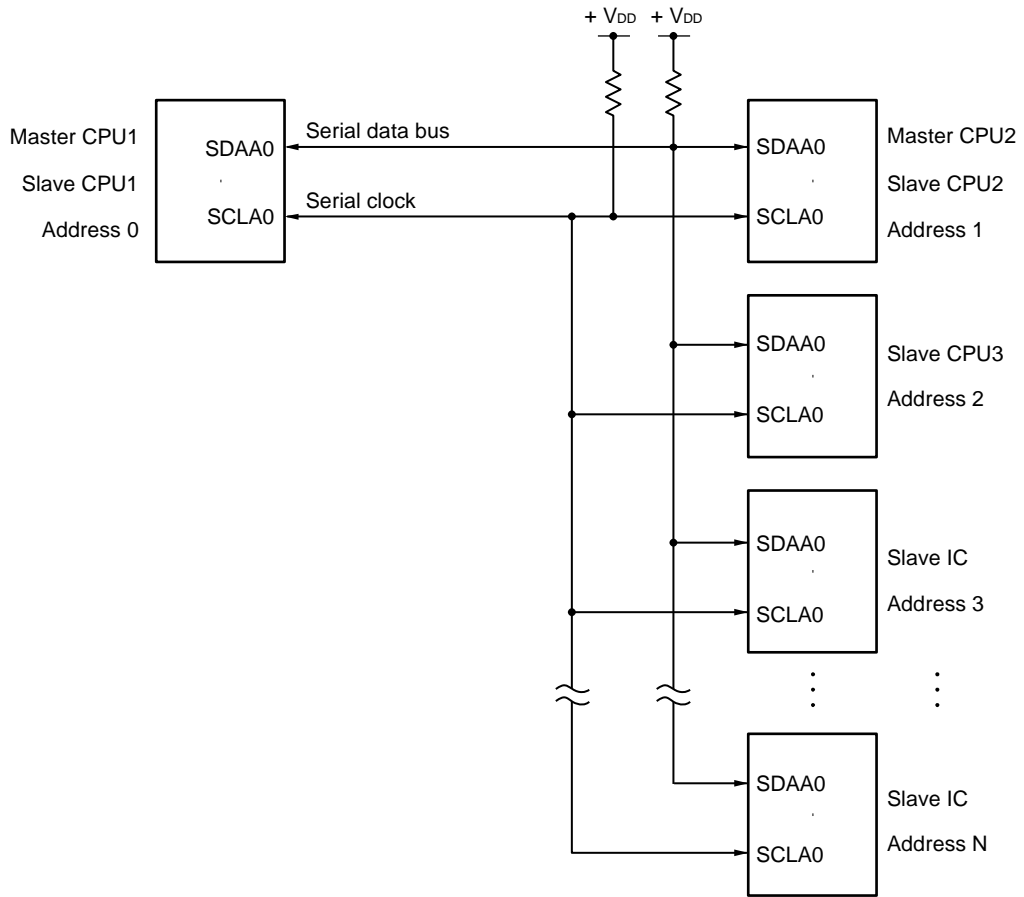 + VDD
+ VDD
Master CPU1
Slave CPU1
Address 0
SDAA0
SCLA0
Serial data bus
Serial clock
SDAA0
SCLA0
Master CPU2
Slave CPU2
Address 1
SDAA0
SCLA0
Slave CPU3
Address 2
SDAA0
SCLA0
Slave IC
Address 3
SDAA0
SCLA0
Slave IC
Address N